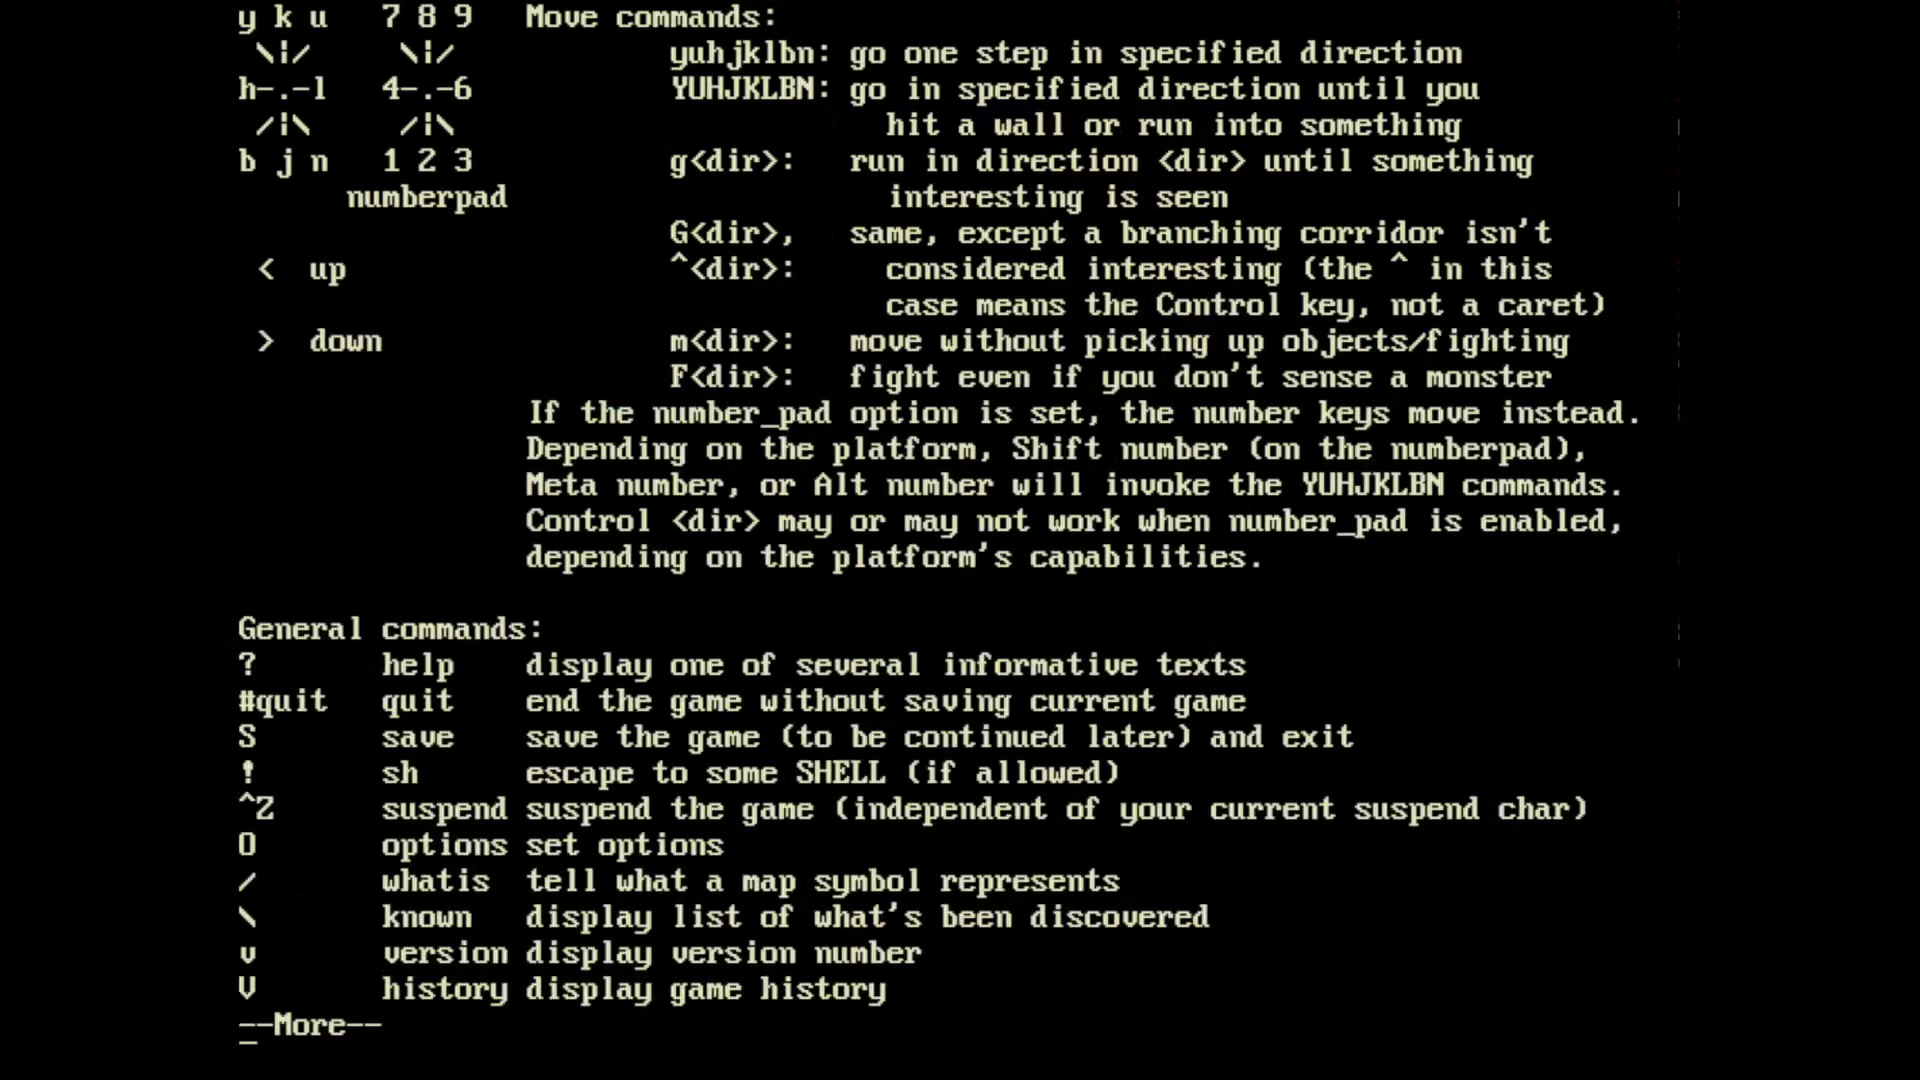 y k u   7 8 9   Move commands:
 \|/     \|/            yuhjklbn: go one step in specified direction
h-.-l   4-.-6           YUHJKLBN: go in specified direction until you
 /|\     /|\                        hit a wall or run into something
b j n   1 2 3           g<dir>:   run in direction <dir> until something
      numberpad                     interesting is seen
                        G<dir>,   same, except a branching corridor isn't
 <  up                  ^<dir>:     considered interesting (the ^ in this
                                    case means the Control key, not a caret)
 >  down                m<dir>:   move without picking up objects/fighting
                        F<dir>:   fight even if you don't sense a monster
                If the number_pad option is set, the number keys move instead.
                Depending on the platform, Shift number (on the numberpad),
                Meta number, or Alt number will invoke the YUHJKLBN commands.
                Control <dir> may or may not work when number_pad is enabled,
                depending on the platform's capabilities.

General commands:
?       help    display one of several informative texts
#quit   quit    end the game without saving current game
S       save    save the game (to be continued later) and exit
!       sh      escape to some SHELL (if allowed)
^Z      suspend suspend the game (independent of your current suspend char)
O       options set options
/       whatis  tell what a map symbol represents
\       known   display list of what's been discovered
v       version display version number
V       history display game history
--More--